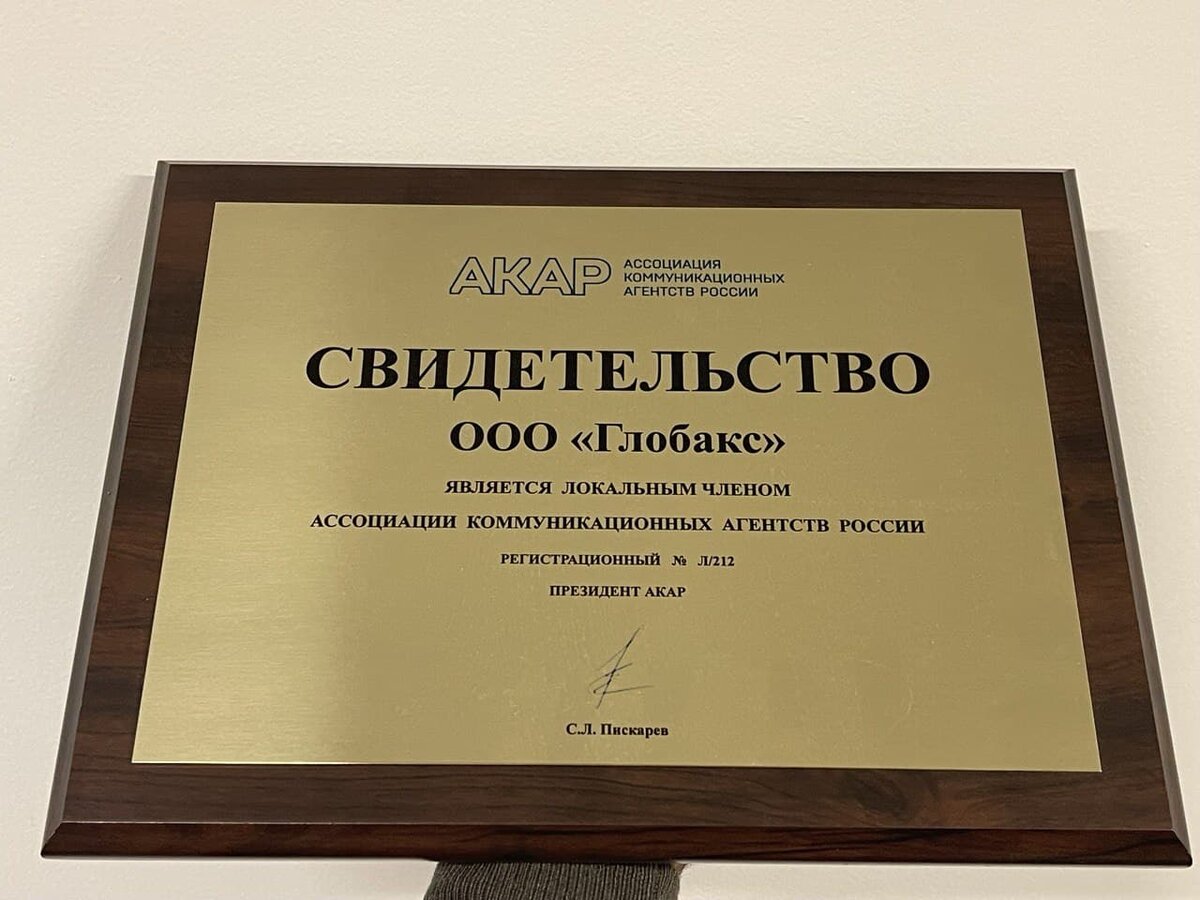 АКАР
АССОЦИАЦИЯ
КОММУНИКАЦИОННЫХ
АГЕНТСТВ РОССИИ
СВИДЕТЕЛЬСТВО
ООО «Глобакс»
ЯВЛЯЕТСЯ ЛОКАЛЬНЫМ ЧЛЕНОМ
АССОЦИАЦИИ КОММУНИКАЦИОННЫХ АГЕНТСТВ РОССИИ
РЕГИСТРАЦИОННЫЙ № Л/212
ПРЕЗИДЕНТ АКАР
С.Л. Пискарев